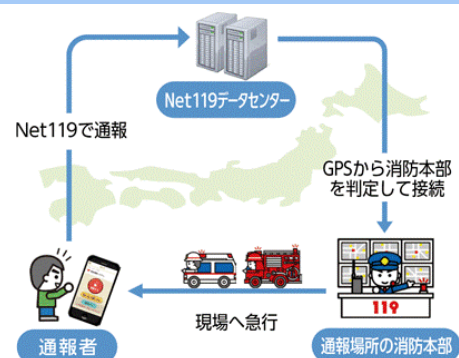 Net119データセンター
Net119で通報
GPSから消防本部
を判定して接続
119
現場へ急行
通報者
通報場所の消防本部